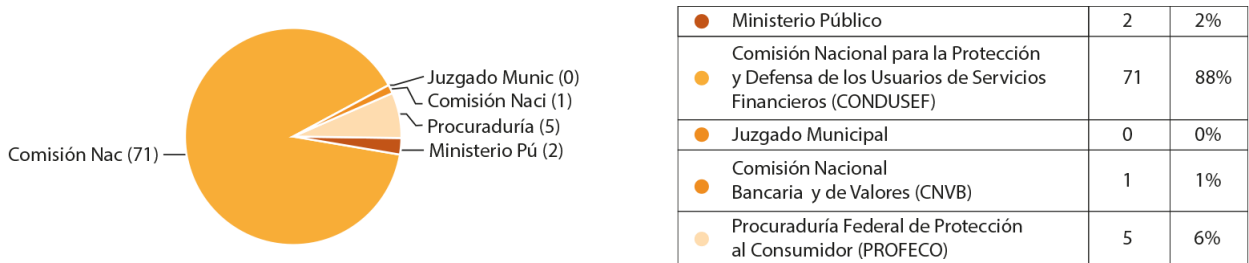 Juzgado Munic (0)
Comisión Naci (1)
Procuraduría (5)
Ministerio Pú (2)
Comisión Nac (71)
Ministerio Público 2 2%
Comisión Nacional para la Protección
y Defensa de los Usuarios de Servicios 71 88%
Financieros (CONDUSEF)
Juzgado Municipal 0 0%
Comisión Nacional
Bancaria y de Valores (CNVB) 1 1%
Procuraduría Federal de Protección
al Consumidor (PROFECO) 5 6%